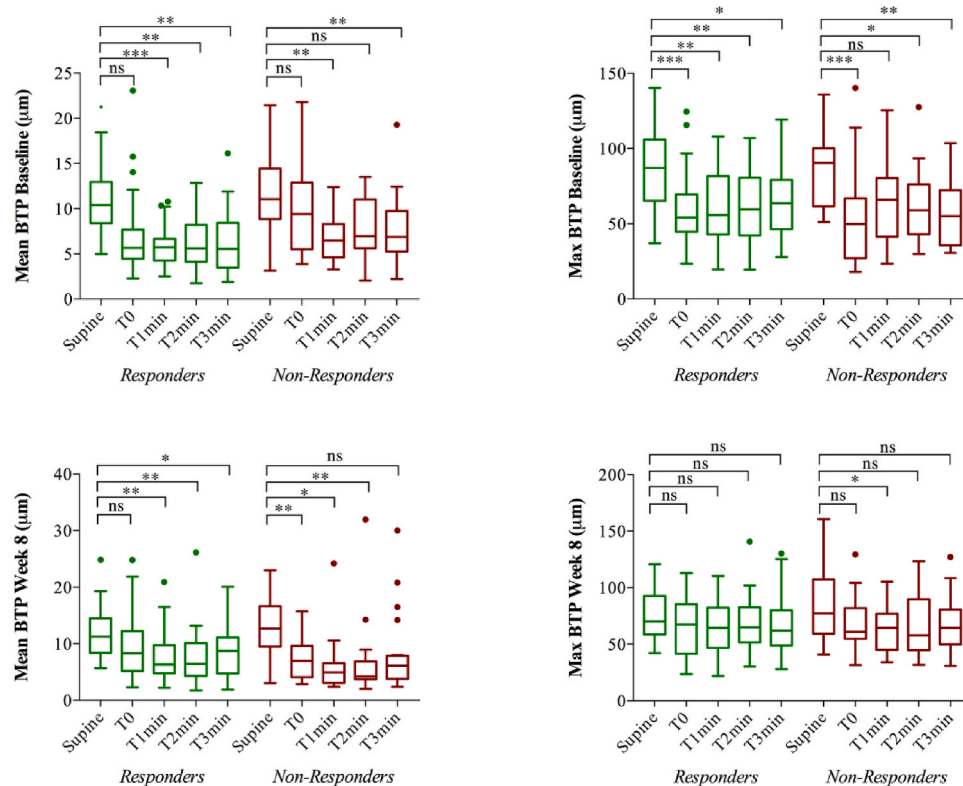 ** **
** ns
*** **
ns ns
25
20
15
10
5
0
Mean BTP Baseline (µm)
Supine T0 T1min T2min T3min Supine T0 T1min T2min T3min
Responders Non-Responders
* **
** *
** ns
*** ***
150
100
50
0
Max BTP Baseline (µm)
Supine T0 T1min T2min T3min Supine T0 T1min T2min T3min
Responders Non-Responders
* ns
** **
** *
ns **
40
30
20
10
0
Mean BTP Week 8 (µm)
Supine T0 T1min T2min T3min Supine T0 T1min T2min T3min
Responders Non-Responders
ns ns
ns ns
ns *
ns ns
200
150
100
50
0
Max BTP Week 8 (µm)
Supine T0 T1min T2min T3min Supine T0 T1min T2min T3min
Responders Non-Responders